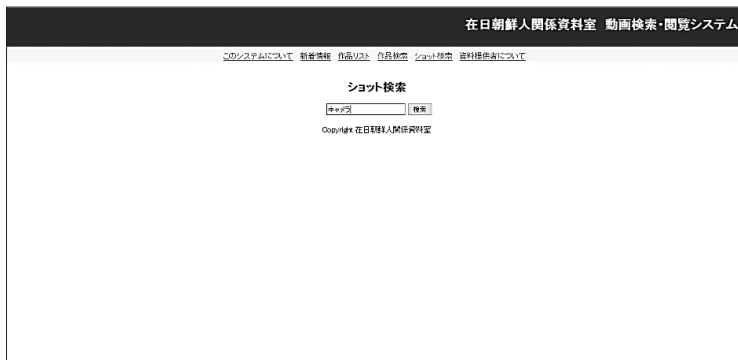 在日朝鮮人関係資料室 動画検索・閲覧システム
このシステムについて 新着情報 作品リスト 作品検索 ショット検索 資料提供者について
ショット検索
キャメラ 検索
Copyright 在日朝鮮人関係資料室